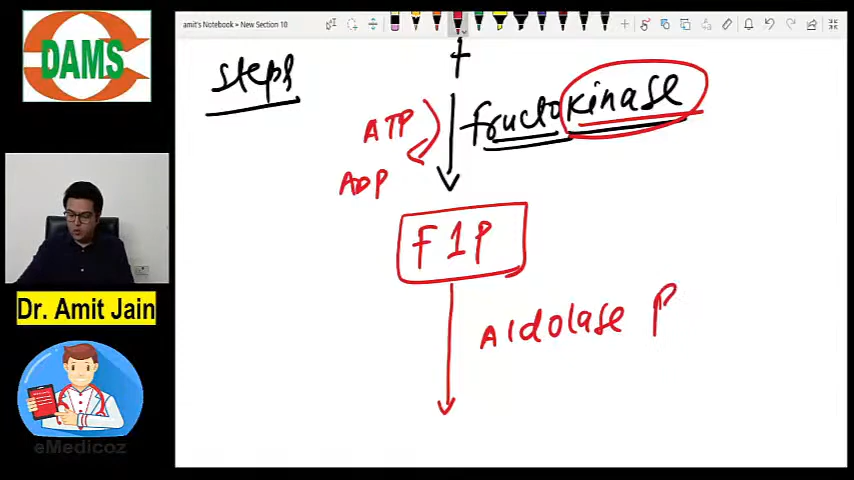 amit's Notebook > New Section 10
DAMS
steps
f
ATP
fructokinase
ADP
F1P
Aldolase P
Dr. Amit Jain
eMedicoz